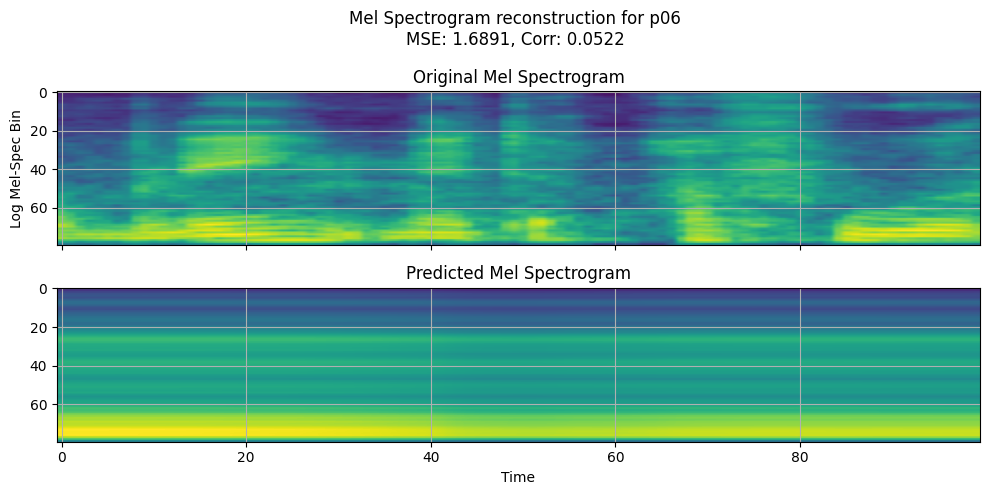 Mel Spectrogram reconstruction for p06
MSE: 1.6891, Corr: 0.0522
Original Mel Spectrogram
Log Mel-Spec Bin
0
20
40
60
Predicted Mel Spectrogram
0
20
40
60
0 20 40 60 80
Time